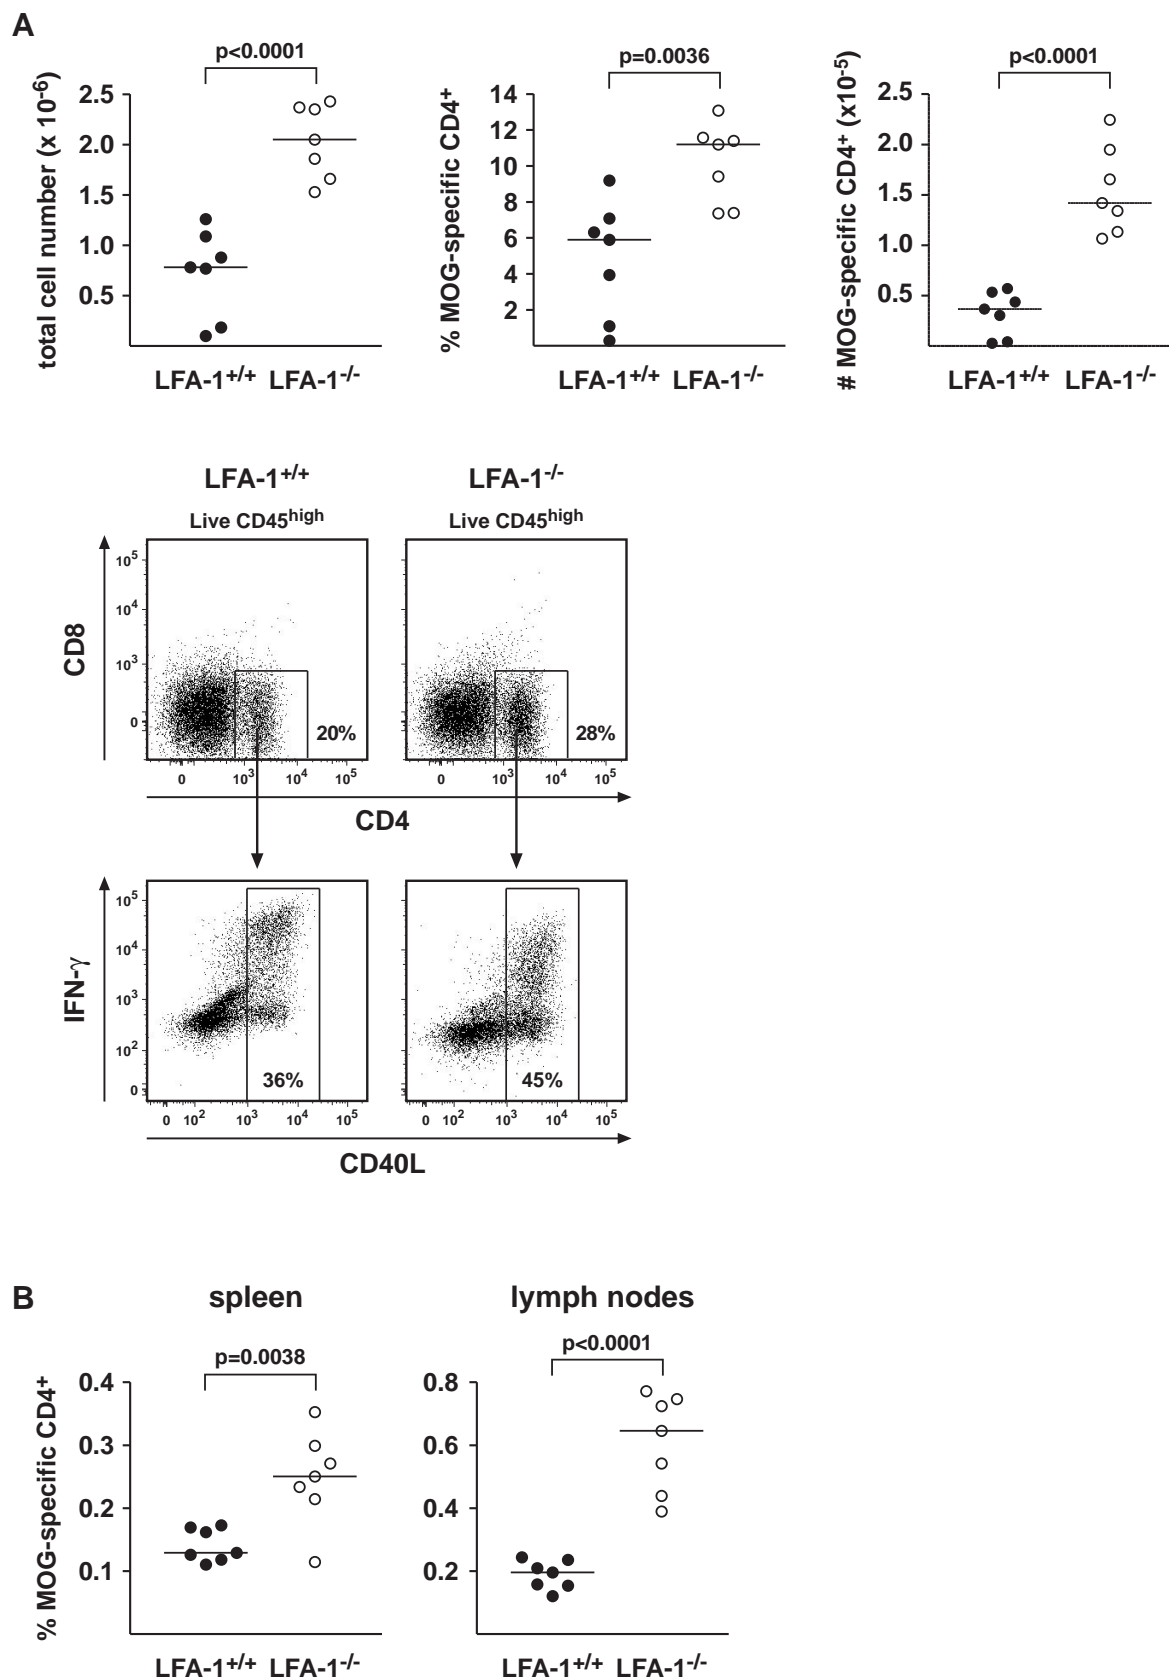 A
p<0.0001
p=0.0036
p<0.0001
total cell number (x 10-6)
2.5
2.0
1.5
1.0
0.5
LFA-1+/+ LFA-1-/-
% MOG-specific CD4+
14
12
10
8
6
4
2
LFA-1+/+ LFA-1-/-
# MOG-specific CD4+ (x10-5)
2.5
2.0
1.5
1.0
0.5
LFA-1+/+ LFA-1-/-
LFA-1+/+ LFA-1-/-
Live CD45high Live CD45high
CD8
105
104
103
0
20%
28%
0 103 104 105
0 103 104 105
CD4
IFN-γ
105
104
103
102
0
36%
45%
0 102 103 104 105
0 102 103 104 105
CD40L
B
spleen
lymph nodes
p=0.0038
p<0.0001
% MOG-specific CD4+
0.4
0.3
0.2
0.1
LFA-1+/+ LFA-1-/-
0.8
0.6
0.4
0.2
LFA-1+/+ LFA-1-/-